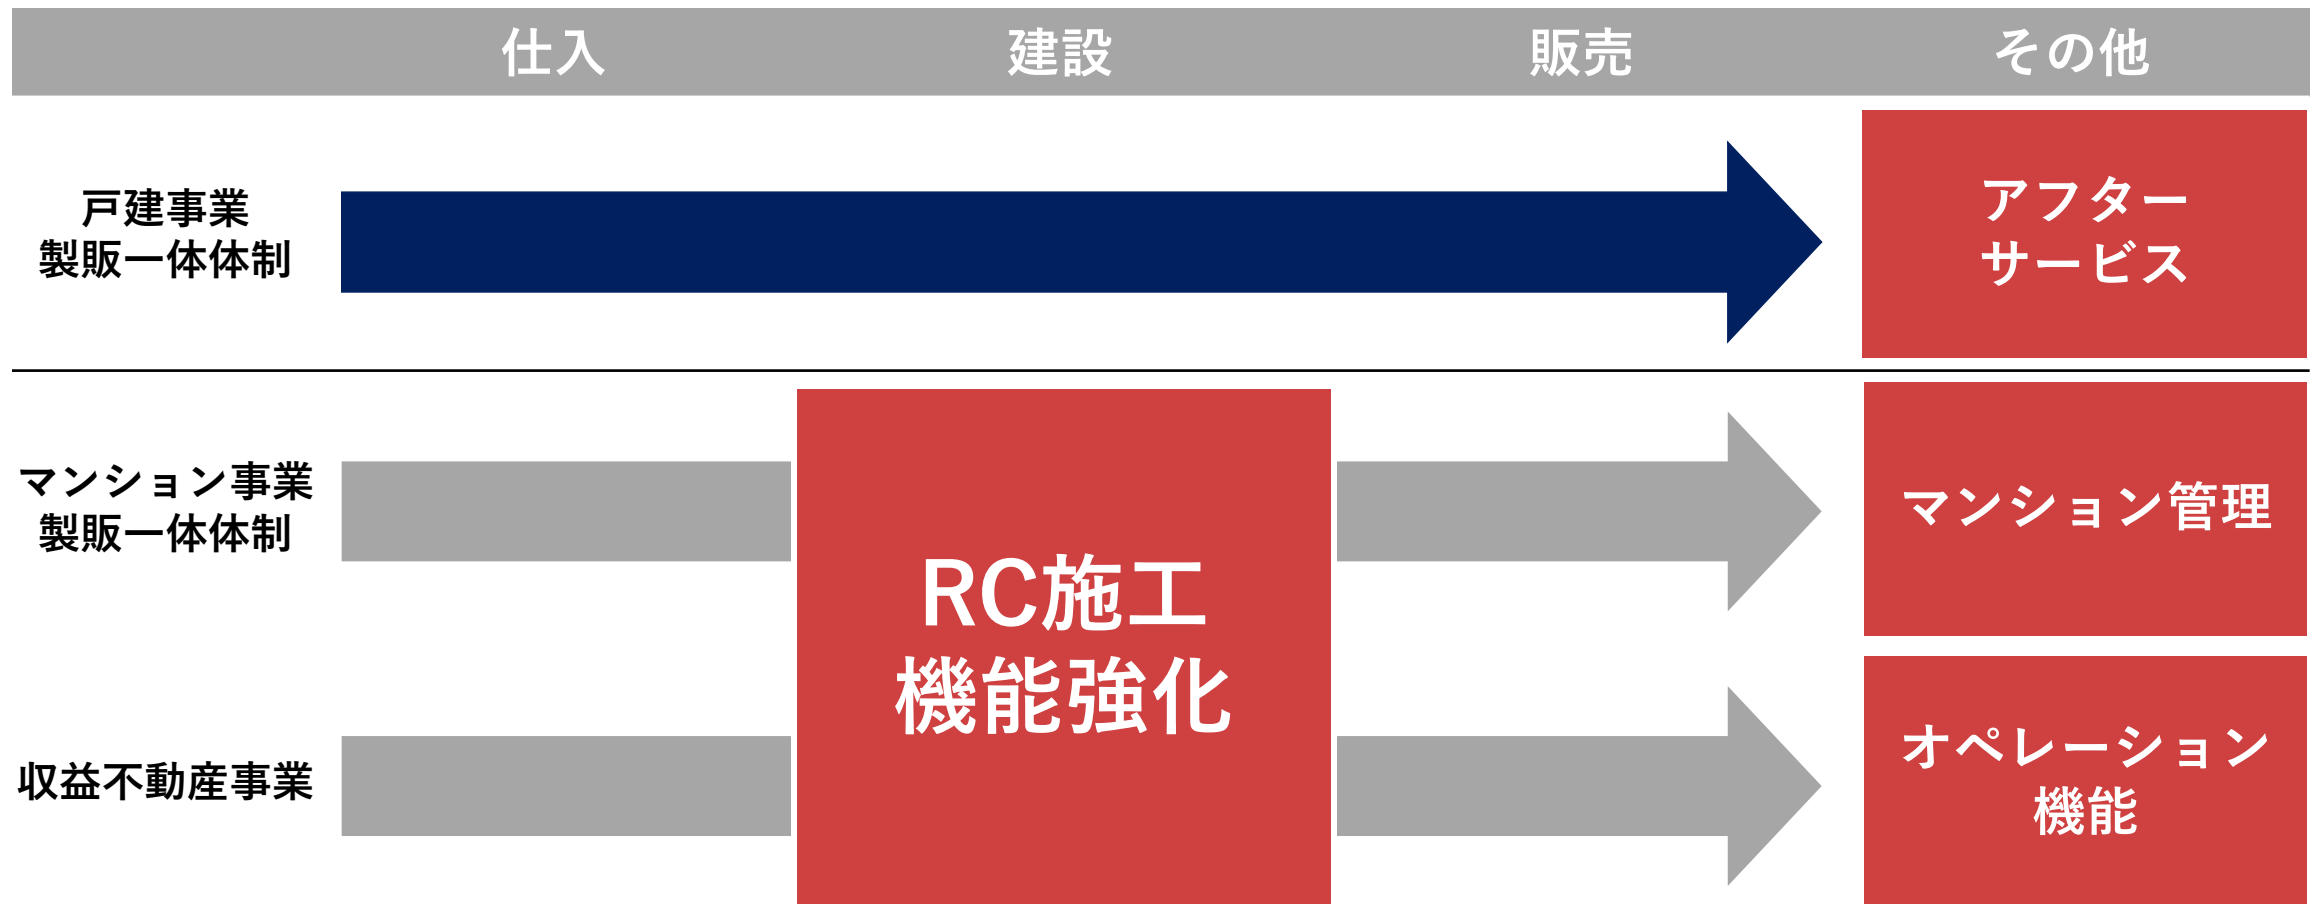 仕入 建設 販売 その他
戸建事業
製販一体体制
アフター
サービス
マンション事業
製販一体体制
RC施工
機能強化
マンション管理
収益不動産事業
オペレーション
機能